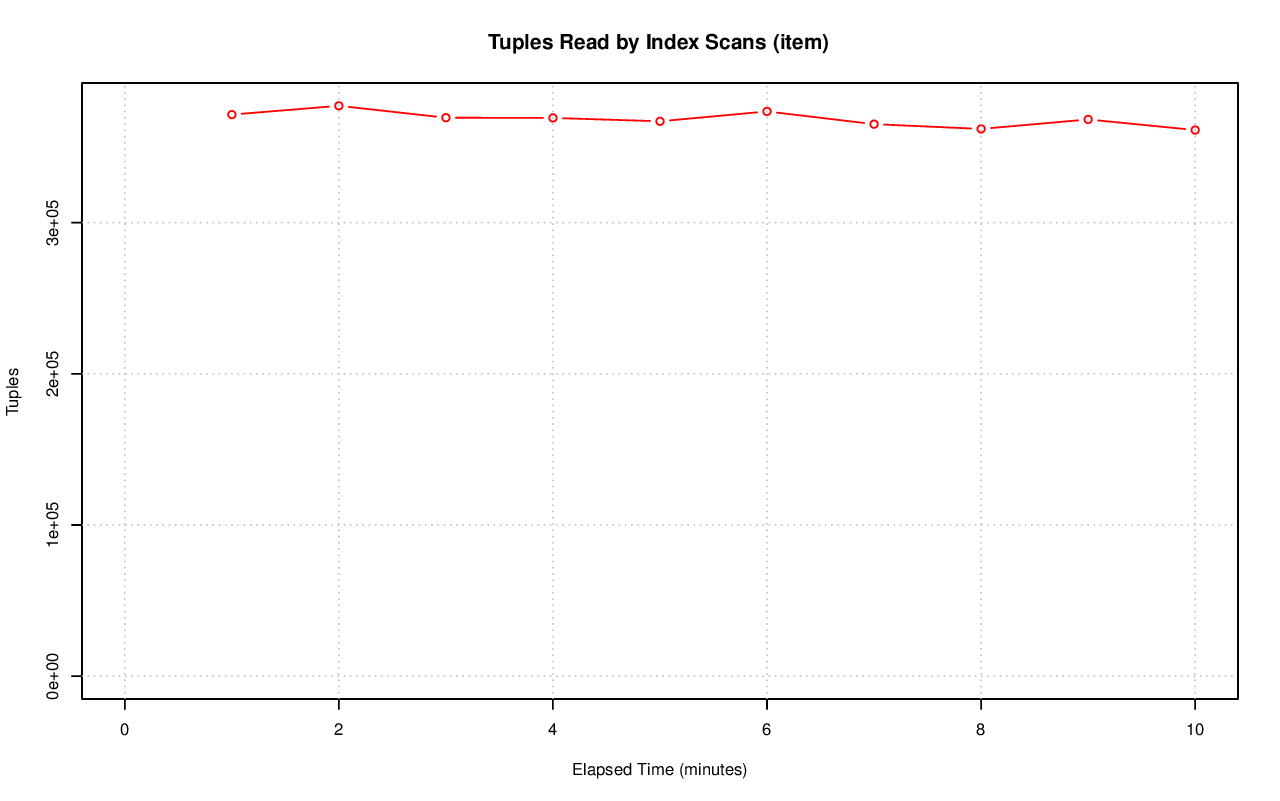 Tuples Read by Index Scans (item)
Tuples
3e+05
2e+05
1e+05
0e+00
0 2 4 6 8 10
Elapsed Time (minutes)